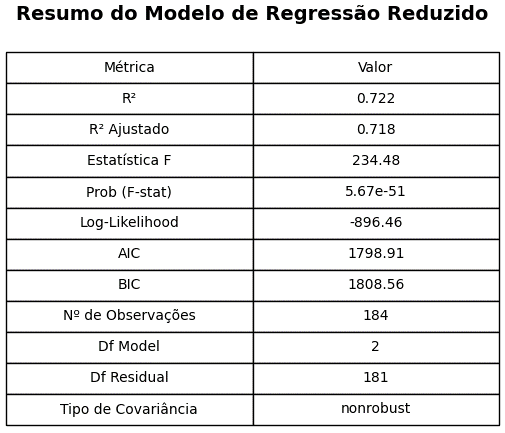 Resumo do Modelo de Regressão Reduzido
Métrica Valor
R² 0.722
R² Ajustado 0.718
Estatística F 234.48
Prob (F-stat) 5.67e-51
Log-Likelihood -896.46
AIC 1798.91
BIC 1808.56
Nº de Observações 184
Df Model 2
Df Residual 181
Tipo de Covariância nonrobust